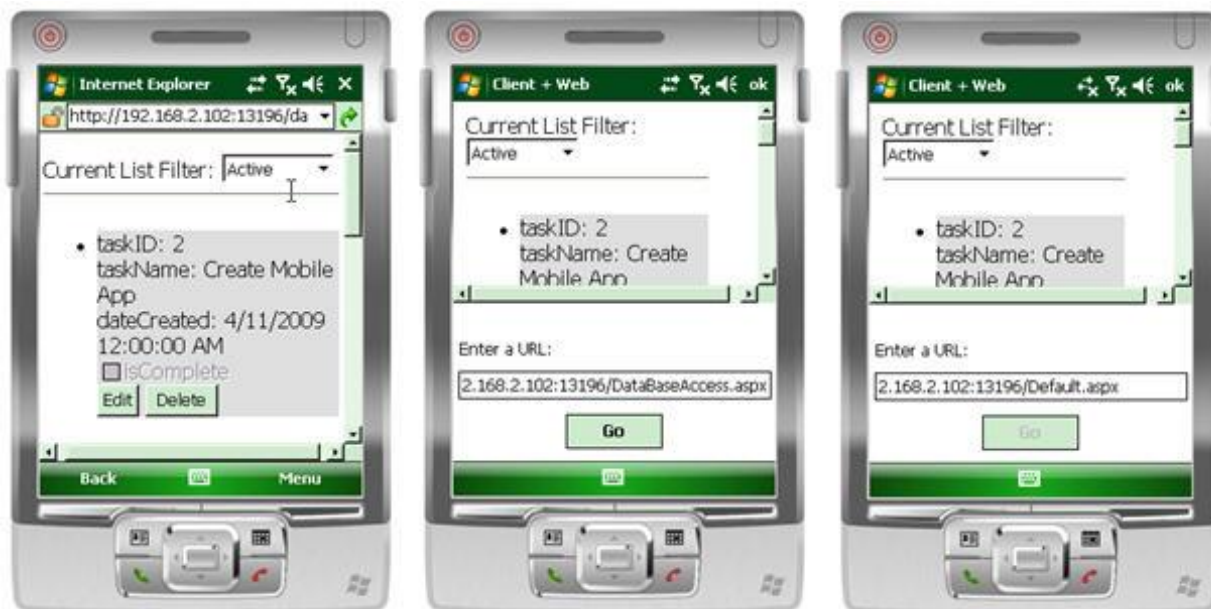 Internet Explorer
http://192.168.2.102:13196/da
Current List Filter: Active
taskID: 2
taskName: Create Mobile
App
dateCreated: 4/11/2009
12:00:00 AM
isComplete
Edit Delete
Back Menu
Client + Web ok
Current List Filter:
Active
taskID: 2
taskName: Create
Mobile App
Enter a URL:
2.168.2.102:13196/DataBaseAccess.aspx
Go
Client + Web ok
Current List Filter:
Active
taskID: 2
taskName: Create
Mobile App
Enter a URL:
2.168.2.102:13196/Default.aspx
Go